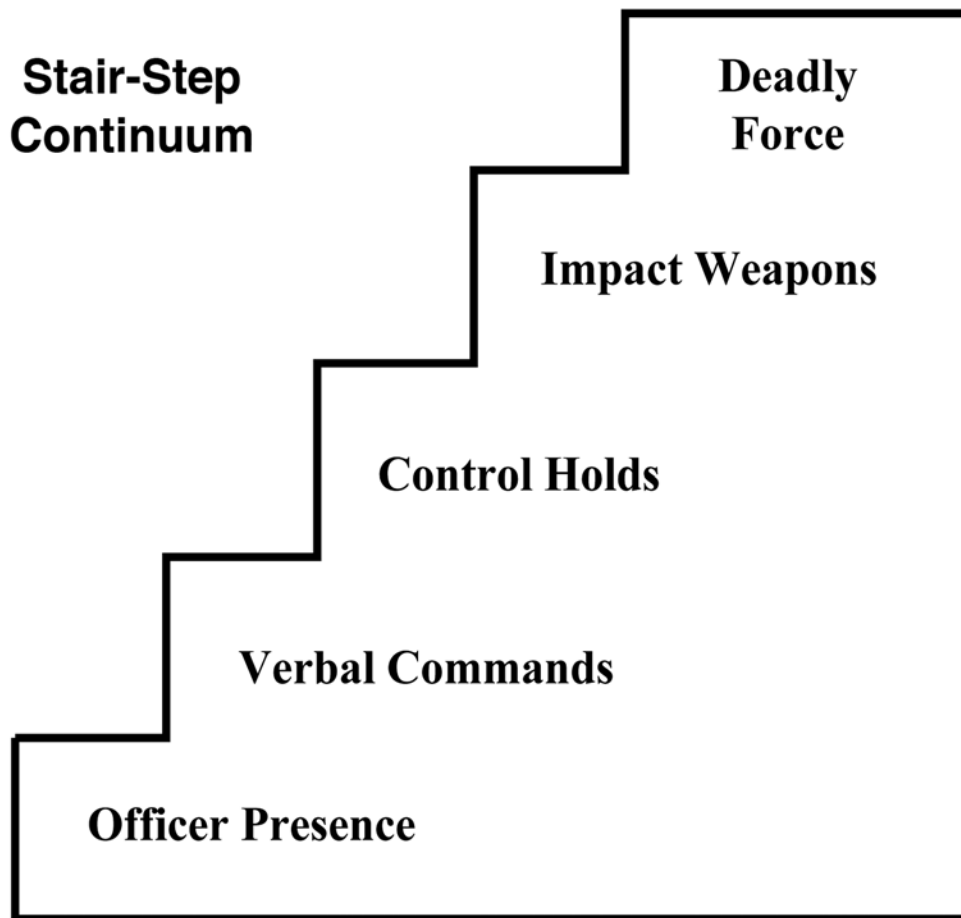 Stair-Step
Continuum
Deadly
Force
Impact Weapons
Control Holds
Verbal Commands
Officer Presence